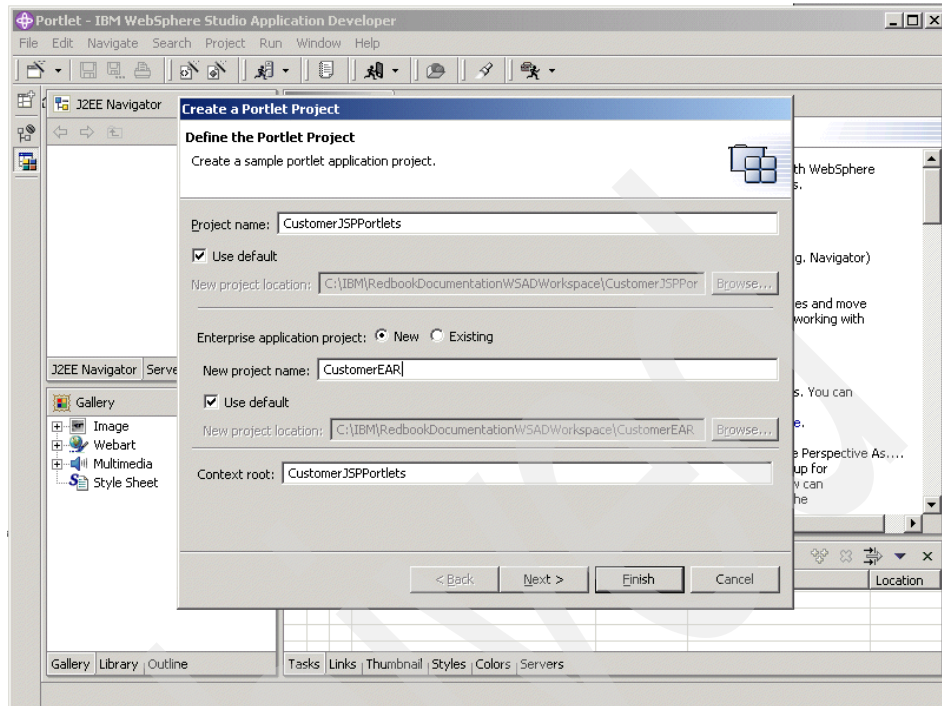 Portlet - IBM WebSphere Studio Application Developer
File Edit Navigate Search Project Run Window Help
J2EE Navigator
Create a Portlet Project
Define the Portlet Project
Create a sample portlet application project.
th WebSphere
s.
Project name: CustomerJSPPortlets
Use default
g. Navigator)
New project location: C:\IBM\RedbookDocumentationWSADWorkspace\CustomerJSPPor Browse...
es and move
working with
Enterprise application project: New Existing
J2EE Navigator Serve
New project name: CustomerEAR
s. You can
Gallery
Use default
e.
Image
New project location: C:\IBM\RedbookDocumentationWSADWorkspace\CustomerEAR Browse...
Webart
e Perspective As....
Multimedia
up for
Style Sheet
Context root: CustomerJSPPortlets
w can
he
< Back Next > Finish Cancel
Location
Gallery Library Outline
Tasks Links Thumbnail Styles Colors Servers